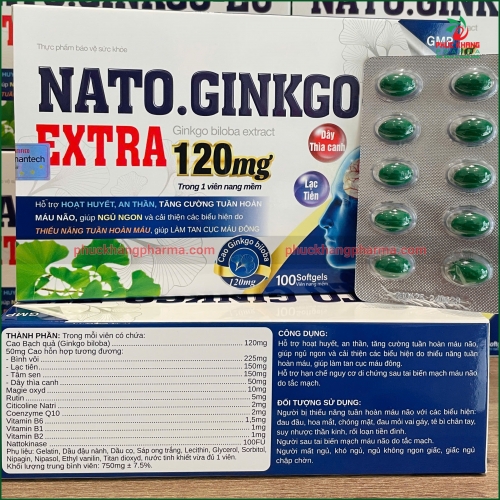 GMP
PHÚC KHANG
PHARMA
Thực phẩm bảo vệ sức khỏe
NATO.GINKGO
EXTRA
Ginkgo biloba extract
120mg
Trong 1 viên nang mềm
Dây
Thìa canh
Lạc
Tiên
Hỗ trợ HOẠT HUYẾT, AN THẦN, TĂNG CƯỜNG TUẦN HOÀN
MÁU NÃO, giúp NGỦ NGON và cải thiện các biểu hiện do
THIỂU NĂNG TUẦN HOÀN MÁU, giúp LÀM TAN CỤC MÁU ĐÔNG
phuckhangpharma.com
phuckhangpharma.com
Cao Ginkgo biloba
120mg
100 Softgels
Viên nang mềm
GMP
THÀNH PHẦN: Trong mỗi viên có chứa:
Cao Bạch quả (Ginkgo biloba) 120mg
50mg Cao hỗn hợp tương đương:
- Bình vôi 225mg
- Lạc tiên 150mg
- Tâm sen 150mg
- Dây thìa canh 50mg
Magie oxyd 10mg
Rutin 5mg
Citicoline Natri 2mg
Coenzyme Q10 2mg
Vitamin B6 1,5mg
Vitamin B1 1mg
Vitamin B2 1mg
Nattokinase 100FU
Phụ liệu: Gelatin, Dầu đậu nành, Dầu cọ, Sáp ong trắng, Lecithin, Glycerol, Sorbitol,
Nipagin, Nipasol, Ethyl vanilin, Titan dioxyd, nước tinh khiết vừa đủ 1 viên.
Khối lượng trung bình viên: 750mg ± 7.5%.
CÔNG DỤNG:
Hỗ trợ hoạt huyết, an thần, tăng cường tuần hoàn máu não,
giúp ngủ ngon và cải thiện các biểu hiện do thiểu năng tuần hoàn
máu, giúp làm tan cục máu đông.
Hỗ trợ hạn chế nguy cơ di chứng sau tai biến mạch máu não
do tắc mạch.
ĐỐI TƯỢNG SỬ DỤNG:
Người bị thiểu năng tuần hoàn máu não với các biểu hiện:
đau đầu, hoa mắt, chóng mặt, đau mỏi vai gáy, tê bì chân tay,
suy nhược thần kinh, rối loạn tiền đình.
Người sau tai biến mạch máu não do tắc mạch.
Người mất ngủ, khó ngủ, ngủ không ngon giấc, giấc ngủ
chập chờn.